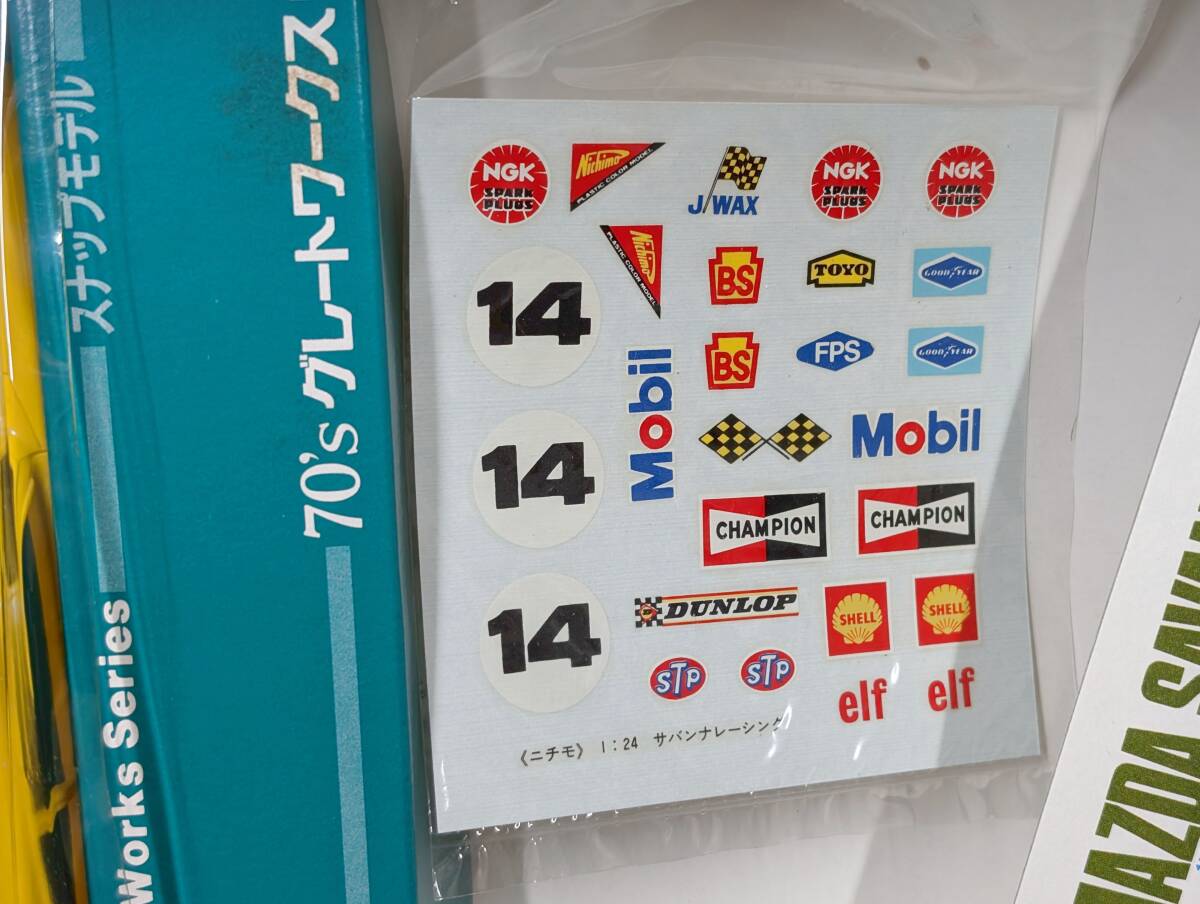 スナップモデル
Works Series
70's グレートワークス
NGK
SPARK
PLUGS
Nichimo
PLASTIC COLOR MODEL
J/WAX
NGK
SPARK
PLUGS
NGK
SPARK
PLUGS
Nichimo
PLASTIC COLOR MODEL
14
BS
TOYO
GOOD YEAR
BS
FPS
GOOD YEAR
Mobil
14
Mobil
CHAMPION
CHAMPION
14
DUNLOP
SHELL
SHELL
STP
STP
elf
elf
《ニチモ》 1:24 サバンナレーシング
MAZDA